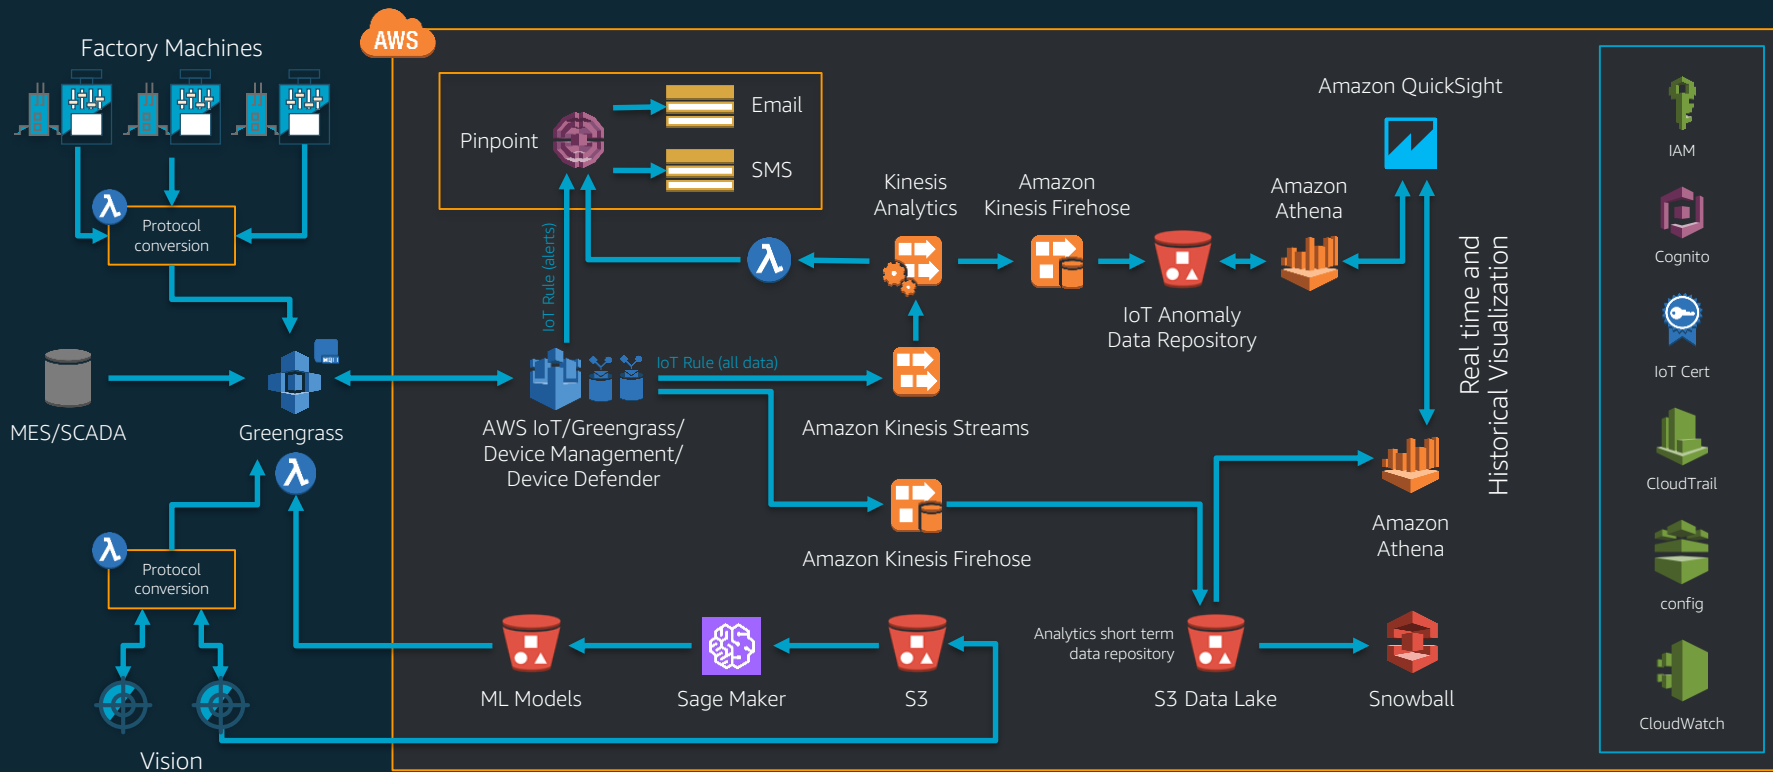 Factory Machines
AWS
Pinpoint
Email
SMS
Amazon QuickSight
IAM
Kinesis
Analytics
Amazon
Kinesis Firehose
Amazon
Athena
λ
Protocol
conversion
Cognito
λ
IoT Rule (alerts)
IoT Anomaly
Data Repository
Real time and
Historical Visualization
IoT Cert
MQTT
IoT Rule (all data)
MES/SCADA
Greengrass
AWS IoT/Greengrass/
Device Management/
Device Defender
Amazon Kinesis Streams
λ
CloudTrail
Amazon
Athena
Amazon Kinesis Firehose
λ
Protocol
conversion
config
Analytics short term
data repository
ML Models
Sage Maker
S3
S3 Data Lake
Snowball
CloudWatch
Vision